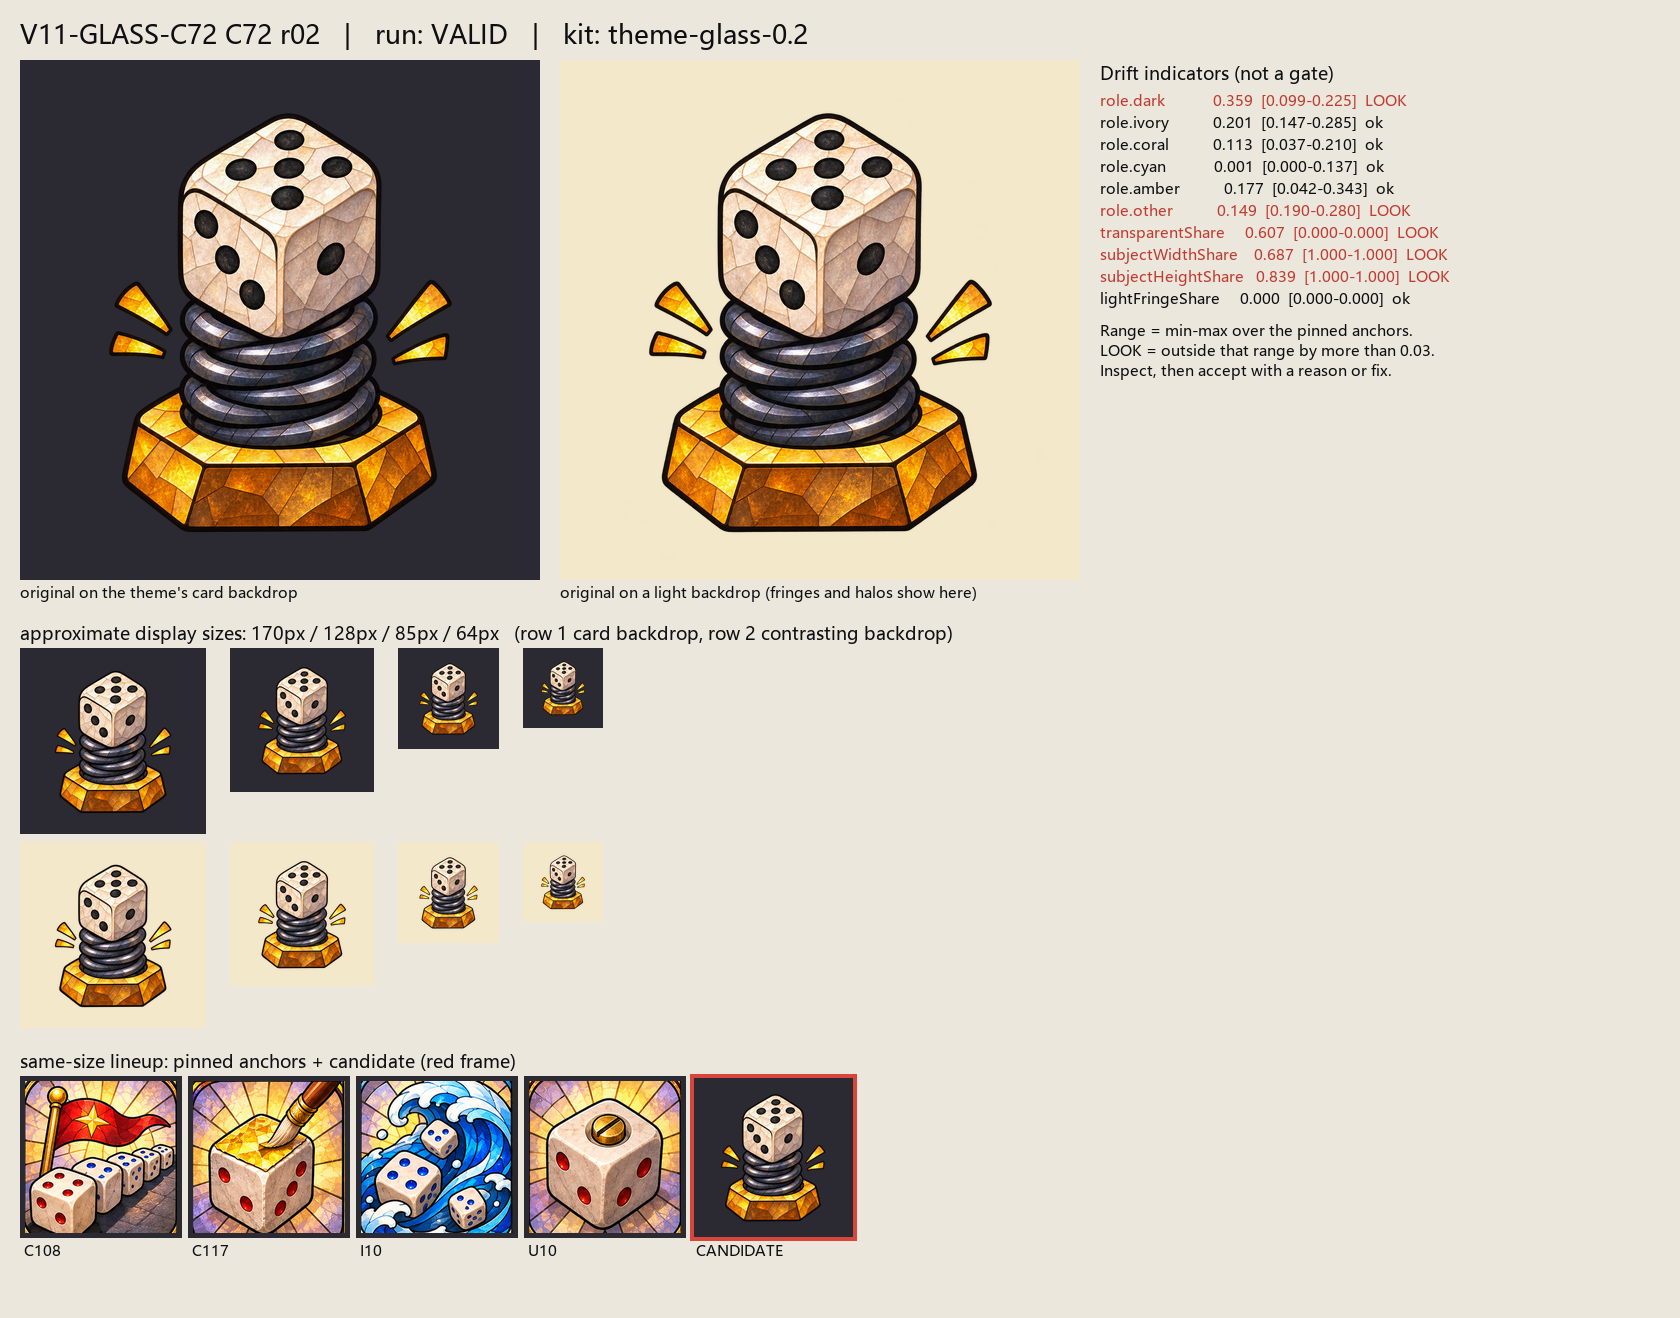 V11-GLASS-C72 C72 r02 | run: VALID | kit: theme-glass-0.2
Drift indicators (not a gate)
role.dark 0.359 [0.099-0.225] LOOK
role.ivory 0.201 [0.147-0.285] ok
role.coral 0.113 [0.037-0.210] ok
role.cyan 0.001 [0.000-0.137] ok
role.amber 0.177 [0.042-0.343] ok
role.other 0.149 [0.190-0.280] LOOK
transparentShare 0.607 [0.000-0.000] LOOK
subjectWidthShare 0.687 [1.000-1.000] LOOK
subjectHeightShare 0.839 [1.000-1.000] LOOK
lightFringeShare 0.000 [0.000-0.000] ok
Range = min-max over the pinned anchors.
LOOK = outside that range by more than 0.03.
Inspect, then accept with a reason or fix.
original on the theme's card backdrop
original on a light backdrop (fringes and halos show here)
approximate display sizes: 170px / 128px / 85px / 64px (row 1 card backdrop, row 2 contrasting backdrop)
same-size lineup: pinned anchors + candidate (red frame)
C108
C117
I10
U10
CANDIDATE